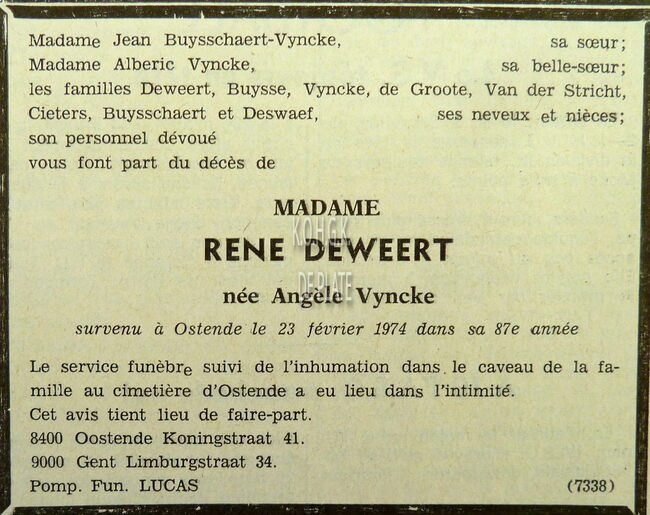 Madame Jean Buysschaert-Vyncke, sa sœur;
Madame Alberic Vyncke, sa belle-sœur;
les familles Deweert, Buysse, Vyncke, de Groote, Van der Stricht,
Cieters, Buysschaert et Deswaef, ses neveux et nièces;
son personnel dévoué
vous font part du décès de
MADAME
KOHGK
RENE DEWEERT
DE PLATE
née Angèle Vyncke
survenu à Ostende le 23 février 1974 dans sa 87e année
Le service funèbre suivi de l'inhumation dans le caveau de la fa-
mille au cimetière d'Ostende a eu lieu dans l'intimité.
Cet avis tient lieu de faire-part.
8400 Oostende Koningstraat 41.
9000 Gent Limburgstraat 34.
Pomp. Fun. LUCAS (7338)